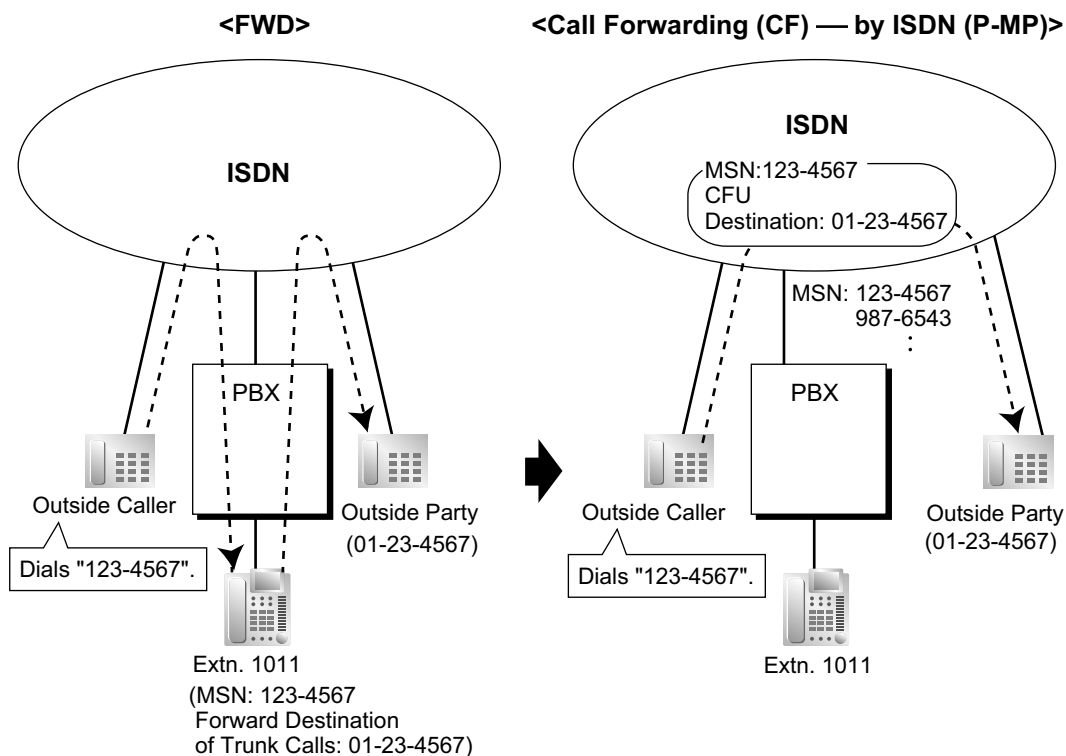 <FWD>
ISDN
PBX
Outside Caller
Dials "123-4567".
Outside Party
(01-23-4567)
Extn. 1011
(MSN: 123-4567
Forward Destination
of Trunk Calls: 01-23-4567)
<Call Forwarding (CF) — by ISDN (P-MP)>
ISDN
MSN:123-4567
CFU
Destination: 01-23-4567
MSN: 123-4567
987-6543
:
PBX
Outside Caller
Dials "123-4567".
Outside Party
(01-23-4567)
Extn. 1011